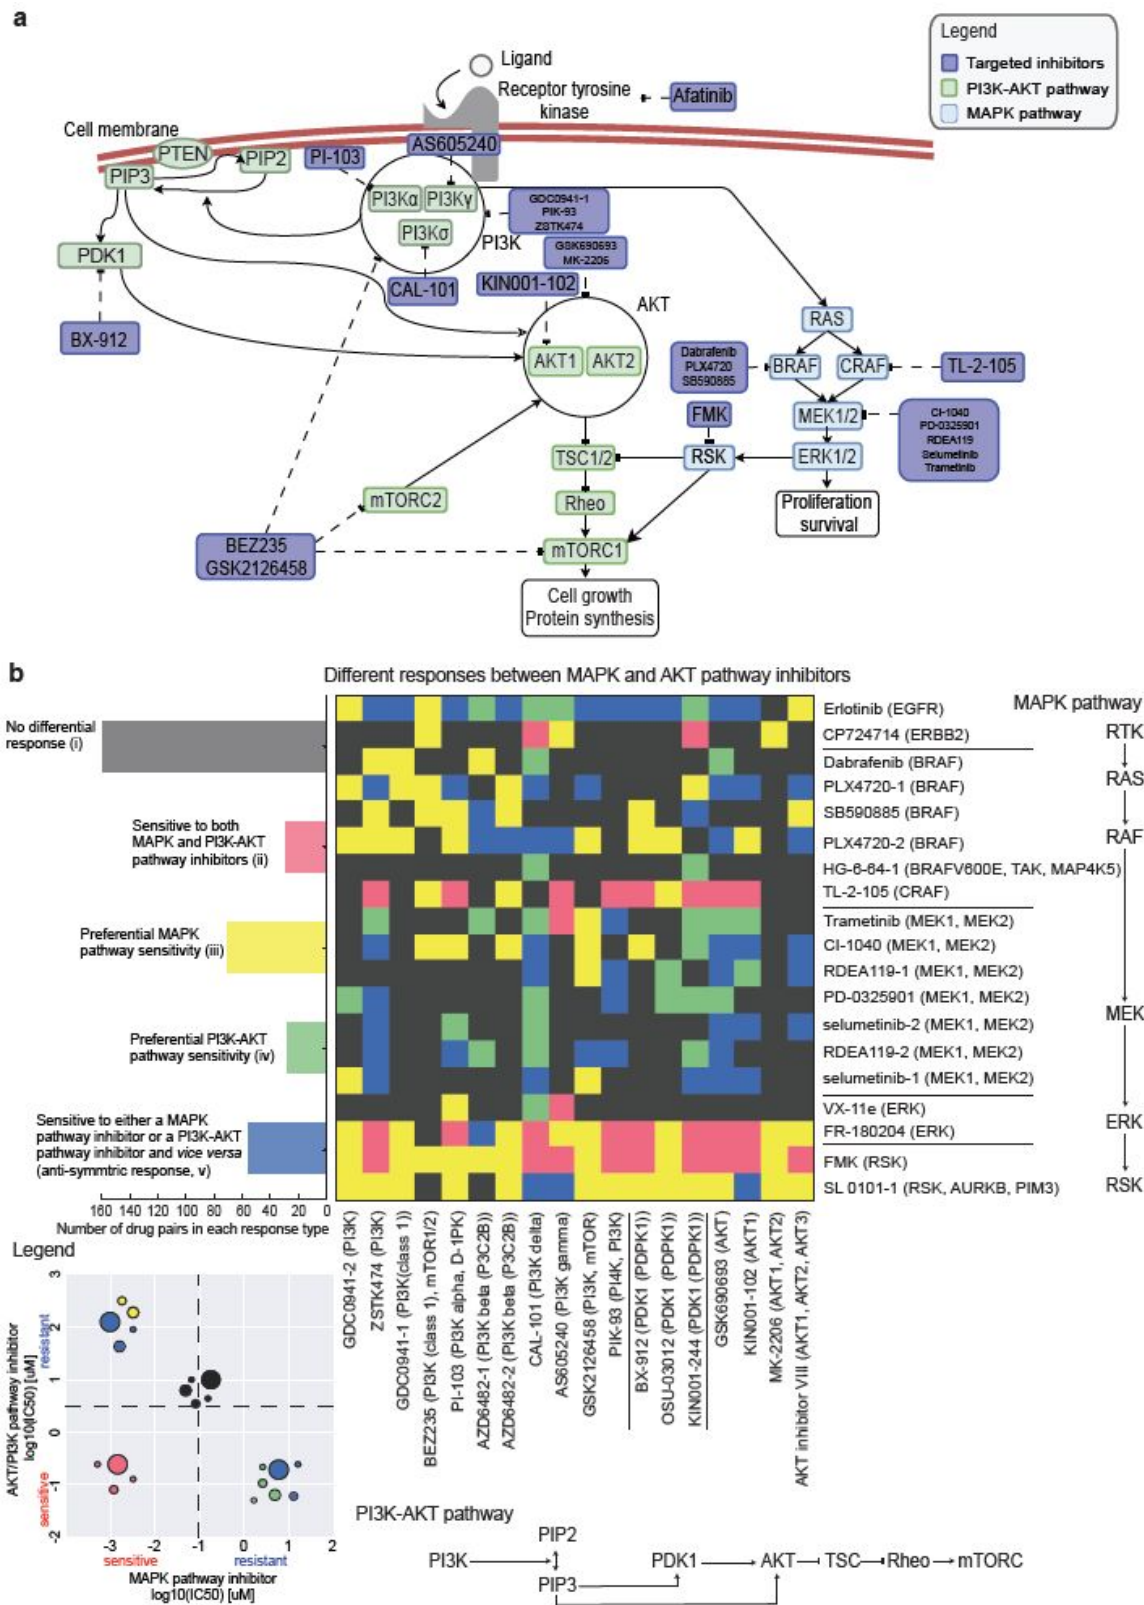 a
Legend
Targeted inhibitors
PI3K-AKT pathway
MAPK pathway
Ligand
Receptor tyrosine
kinase
Afatinib
Cell membrane
PTEN
PIP2
PIP3
PI-103
AS605240
PI3Kα
PI3Kγ
PI3Kσ
PI3K
GDC0941-1
PIK-93
ZSTK474
GSK690693
MK-2206
PDK1
CAL-101
KIN001-102
AKT
BX-912
RAS
AKT1
AKT2
Dabrafenib
PLX4720
SB590885
BRAF
CRAF
TL-2-105
FMK
MEK1/2
CI-1040
PD-0325901
RDEA119
Selumetinib
Trametinib
TSC1/2
RSK
ERK1/2
mTORC2
Rheo
Proliferation
survival
BEZ235
GSK2126458
mTORC1
Cell growth
Protein synthesis
b
Different responses between MAPK and AKT pathway inhibitors
No differential
response (i)
Sensitive to both
MAPK and PI3K-AKT
pathway inhibitors (ii)
Preferential MAPK
pathway sensitivity (iii)
Preferential PI3K-AKT
pathway sensitivity (iv)
Sensitive to either a MAPK
pathway inhibitor or a PI3K-AKT
pathway inhibitor and vice versa
(anti-symmtric response, v)
160 140 120 100 80 60 40 20 0
Number of drug pairs in each response type
Erlotinib (EGFR)
CP724714 (ERBB2)
Dabrafenib (BRAF)
PLX4720-1 (BRAF)
SB590885 (BRAF)
PLX4720-2 (BRAF)
HG-6-64-1 (BRAFV600E, TAK, MAP4K5)
TL-2-105 (CRAF)
Trametinib (MEK1, MEK2)
CI-1040 (MEK1, MEK2)
RDEA119-1 (MEK1, MEK2)
PD-0325901 (MEK1, MEK2)
selumetinib-2 (MEK1, MEK2)
RDEA119-2 (MEK1, MEK2)
selumetinib-1 (MEK1, MEK2)
VX-11e (ERK)
FR-180204 (ERK)
FMK (RSK)
SL 0101-1 (RSK, AURKB, PIM3)
MAPK pathway
RTK
RAS
RAF
MEK
ERK
RSK
GDC0941-2 (PI3K)
ZSTK474 (PI3K)
GDC0941-1 (PI3K(class 1))
BEZ235 (PI3K (class 1), mTOR1/2)
PI-103 (PI3K alpha, D-1PK)
AZD6482-1 (PI3K beta (P3C2B))
AZD6482-2 (PI3K beta (P3C2B))
CAL-101 (PI3K delta)
AS605240 (PI3K gamma)
GSK2126458 (PI3K, mTOR)
PIK-93 (PI4K, PI3K)
BX-912 (PDK1 (PDPK1))
OSU-03012 (PDK1 (PDPK1))
KIN001-244 (PDK1 (PDPK1))
GSK690693 (AKT)
KIN001-102 (AKT1)
MK-2206 (AKT1, AKT2)
AKT inhibitor VIII (AKT1, AKT2, AKT3)
Legend
AKT/PI3K pathway inhibitor
log10(IC50) [uM]
resistant
sensitive
3
2
1
0
-1
-2
-3 -2 -1 0 1 2
sensitive
resistant
MAPK pathway inhibitor
log10(IC50) [uM]
PI3K-AKT pathway
PIP2
PI3K
PIP3
PDK1
AKT
TSC
Rheo
mTORC